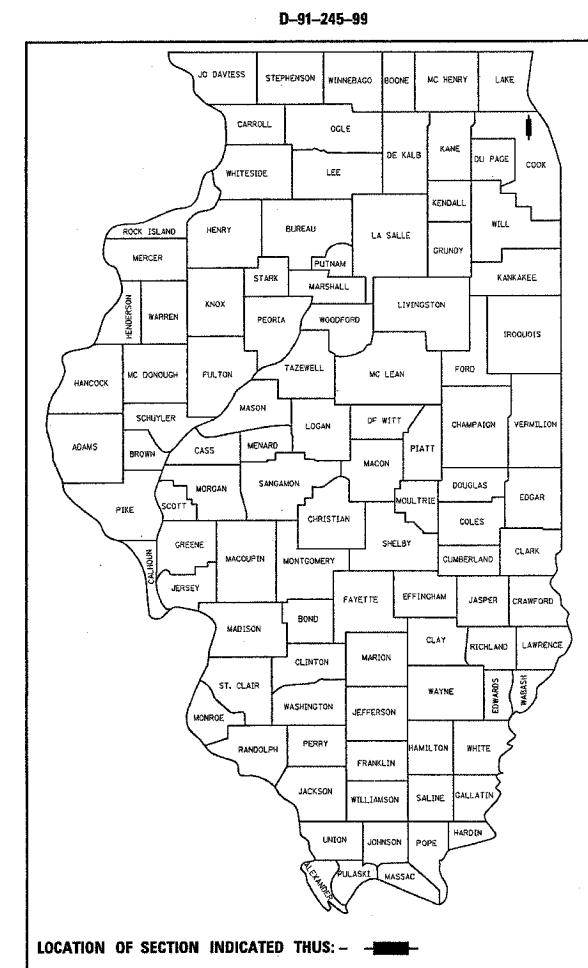 D-91-245-99
JO DAVIESS STEPHENSON WINNEBAGO BOONE MC HENRY LAKE
CARROLL OGLE DE KALB KANE DU PAGE COOK
WHITESIDE LEE KENDALL WILL
ROCK ISLAND HENRY BUREAU LA SALLE GRUNDY
MERCER PUTNAM KANKAKEE
STARK MARSHALL
HENDERSON WARREN KNOX PEORIA WOODFORD LIVINGSTON IROQUOIS
HANCOCK MC DONOUGH FULTON TAZEWELL MC LEAN FORD
SCHUYLER MASON LOGAN DE WITT CHAMPAIGN VERMILION
ADAMS BROWN CASS MENARD MACON PIATT
PIKE SCOTT MORGAN SANGAMON MOULTRIE DOUGLAS EDGAR
CHRISTIAN COLES
CALHOUN GREENE MACOUPIN MONTGOMERY SHELBY CUMBERLAND CLARK
JERSEY FAYETTE EFFINGHAM JASPER CRAWFORD
MADISON BOND CLAY RICHLAND LAWRENCE
CLINTON MARION
ST. CLAIR WAYNE EDWARDS WABASH
MONROE WASHINGTON JEFFERSON
RANDOLPH PERRY HAMILTON WHITE
FRANKLIN
JACKSON WILLIAMSON SALINE GALLATIN
UNION JOHNSON POPE HARDIN
ALEXANDER PULASKI MASSAC
LOCATION OF SECTION INDICATED THUS: -